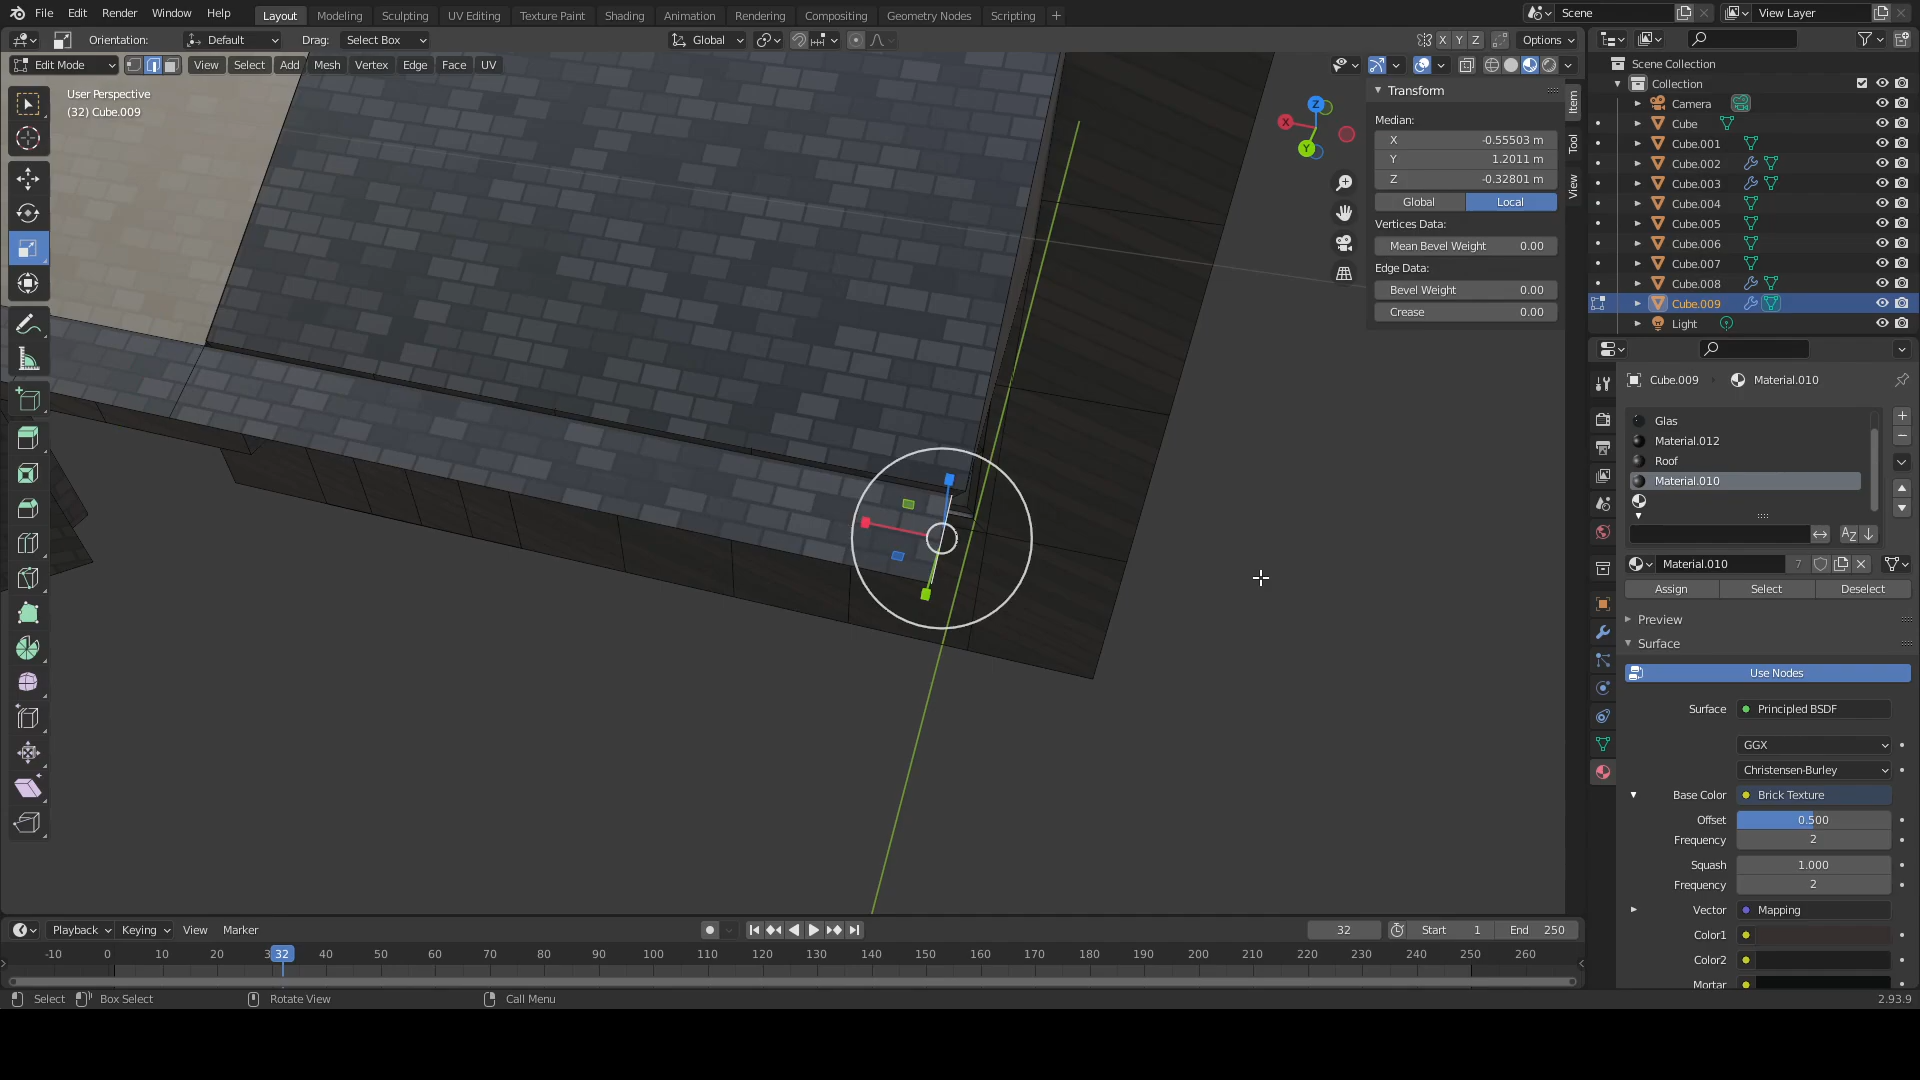 File Edit Render Window Help Layout Modeling Sculpting UV Editing Texture Paint Shading Animation Rendering Compositing Geometry Nodes Scripting + Scene View Layer
Orientation: Default Drag: Select Box Global X Y Z Options
Edit Mode View Select Add Mesh Vertex Edge Face UV
User Perspective
(32) Cube.009
Z
X
Y
Transform
Median:
X -0.55503 m
Y 1.2011 m
Z -0.32801 m
Global Local
Vertices Data:
Mean Bevel Weight 0.00
Edge Data:
Bevel Weight 0.00
Crease 0.00
Item
Tool
View
Scene Collection
Collection
Camera
Cube
Cube.001
Cube.002
Cube.003
Cube.004
Cube.005
Cube.006
Cube.007
Cube.008
Cube.009
Light
Cube.009 Material.010
Glas
Material.012
Roof
Material.010
AZ
Material.010 7
Assign Select Deselect
Preview
Surface
Use Nodes
Surface Principled BSDF
GGX
Christensen-Burley
Base Color Brick Texture
Offset 0.500
Frequency 2
Squash 1.000
Frequency 2
Vector Mapping
Color1
Color2
Mortar
Playback Keying View Marker 32 Start 1 End 250
-10 0 10 20 3 32 40 50 60 70 80 90 100 110 120 130 140 150 160 170 180 190 200 210 220 230 240 250 260
Select Box Select Rotate View Call Menu 2.93.9